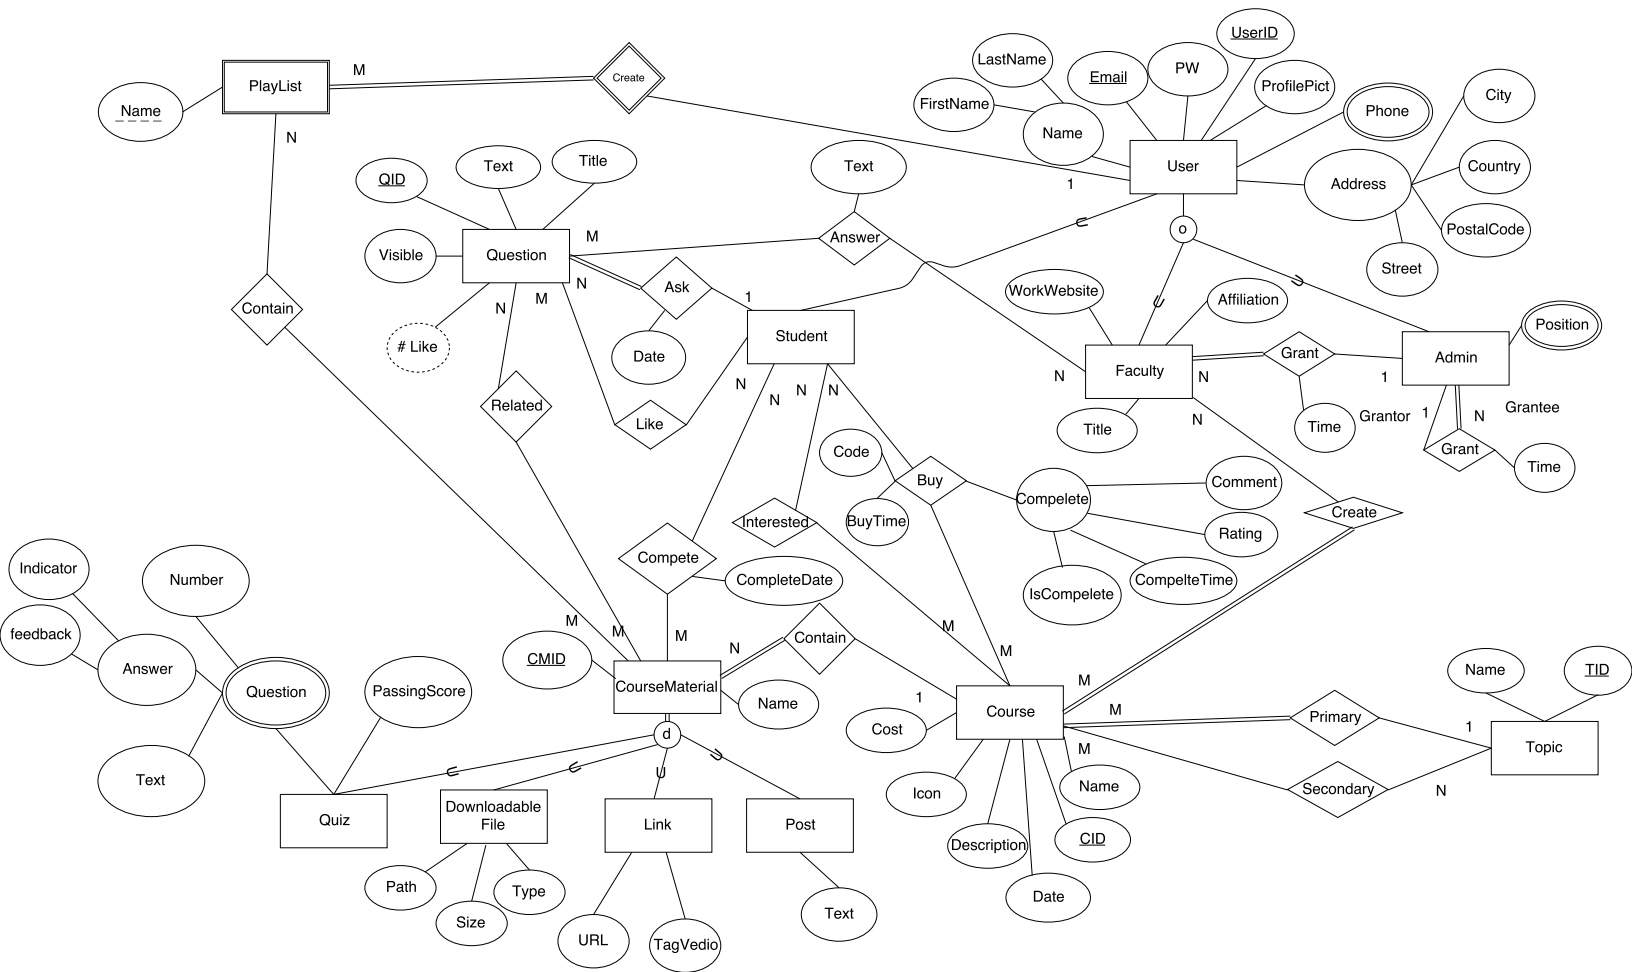 UserID
LastName
Email
PW
PlayList
M
Create
ProfilePict
City
FirstName
Name
Phone
Name
N
User
Country
Text
Title
Text
QID
1
Address
PostalCode
M
Answer
U
o
Visible
Question
Street
N
Ask
U
WorkWebsite
Affiliation
M
1
U
Contain
N
Position
# Like
Student
Date
Grant
Admin
Faculty
N
N
1
N
N
N
N
Related
Like
Title
N
Time
Grantor
1
N
Grantee
Code
Grant
Time
Buy
Compelete
Comment
BuyTime
Interested
Create
Rating
Indicator
Number
Compete
CompleteDate
CompelteTime
IsCompelete
feedback
M
M
M
M
Contain
N
M
Answer
CMID
Question
PassingScore
CourseMaterial
Name
1
M
Name
TID
Course
M
Primary
1
Cost
d
M
Topic
Text
U
U
U
U
Icon
Name
Secondary
N
Quiz
Downloadable
File
Link
Post
Description
CID
Path
Type
Date
Size
Text
URL
TagVedio